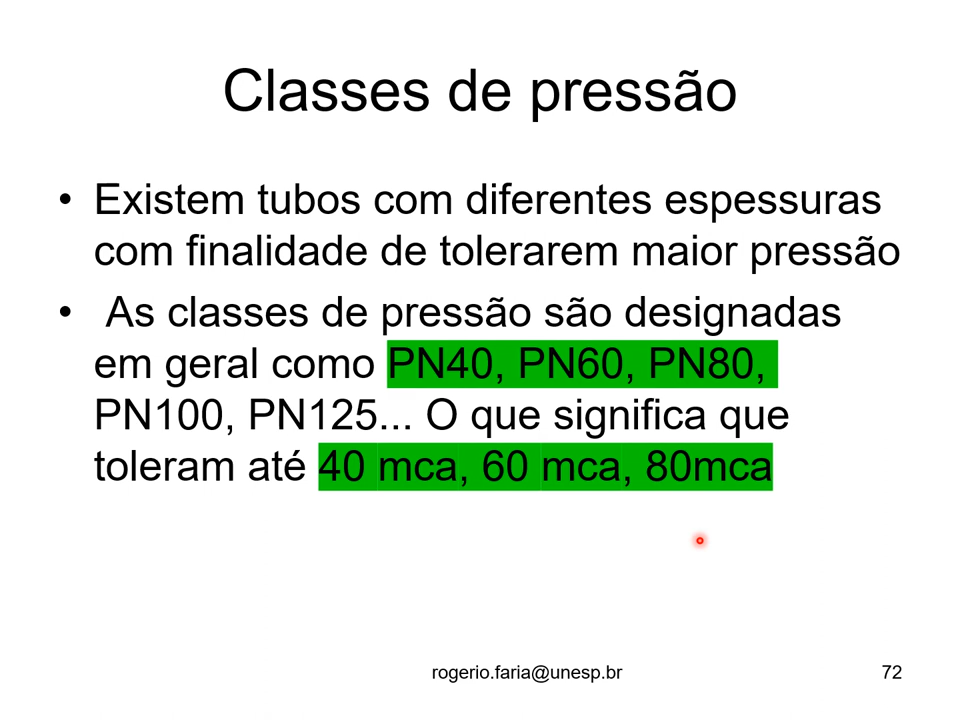 Classes de pressão
• Existem tubos com diferentes espessuras
com finalidade de tolerarem maior pressão
• As classes de pressão são designadas
em geral como PN40, PN60, PN80,
PN100, PN125... O que significa que
toleram até 40 mca, 60 mca, 80mca
rogerio.faria@unesp.br
72